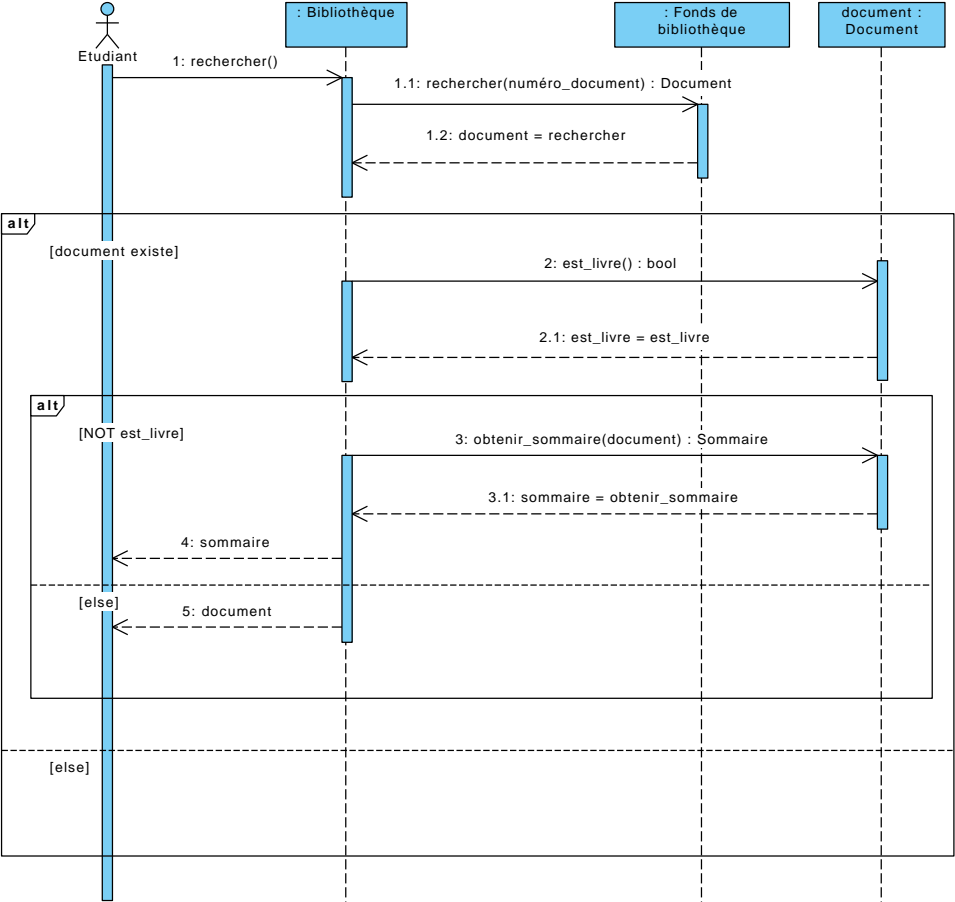 : Bibliothèque
: Fonds de
bibliothèque
document :
Document
Etudiant
1: rechercher()
1.1: rechercher(numéro_document) : Document
1.2: document = rechercher
alt
[document existe]
2: est_livre() : bool
2.1: est_livre = est_livre
alt
[NOT est_livre]
3: obtenir_sommaire(document) : Sommaire
3.1: sommaire = obtenir_sommaire
4: sommaire
[else]
5: document
[else]